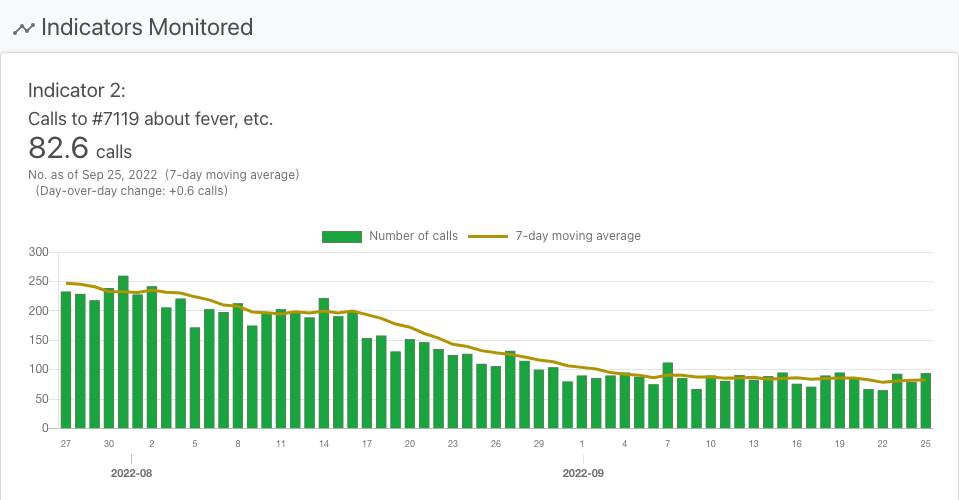 Indicators Monitored
Indicator 2:
Calls to #7119 about fever, etc.
82.6 calls
No. as of Sep 25, 2022 (7-day moving average)
(Day-over-day change: +0.6 calls)
Number of calls 7-day moving average
300
250
200
150
100
50
0
27 30 2 5 8 11 14 17 20 23 26 29 1 4 7 10 13 16 19 22 25
2022-08 2022-09